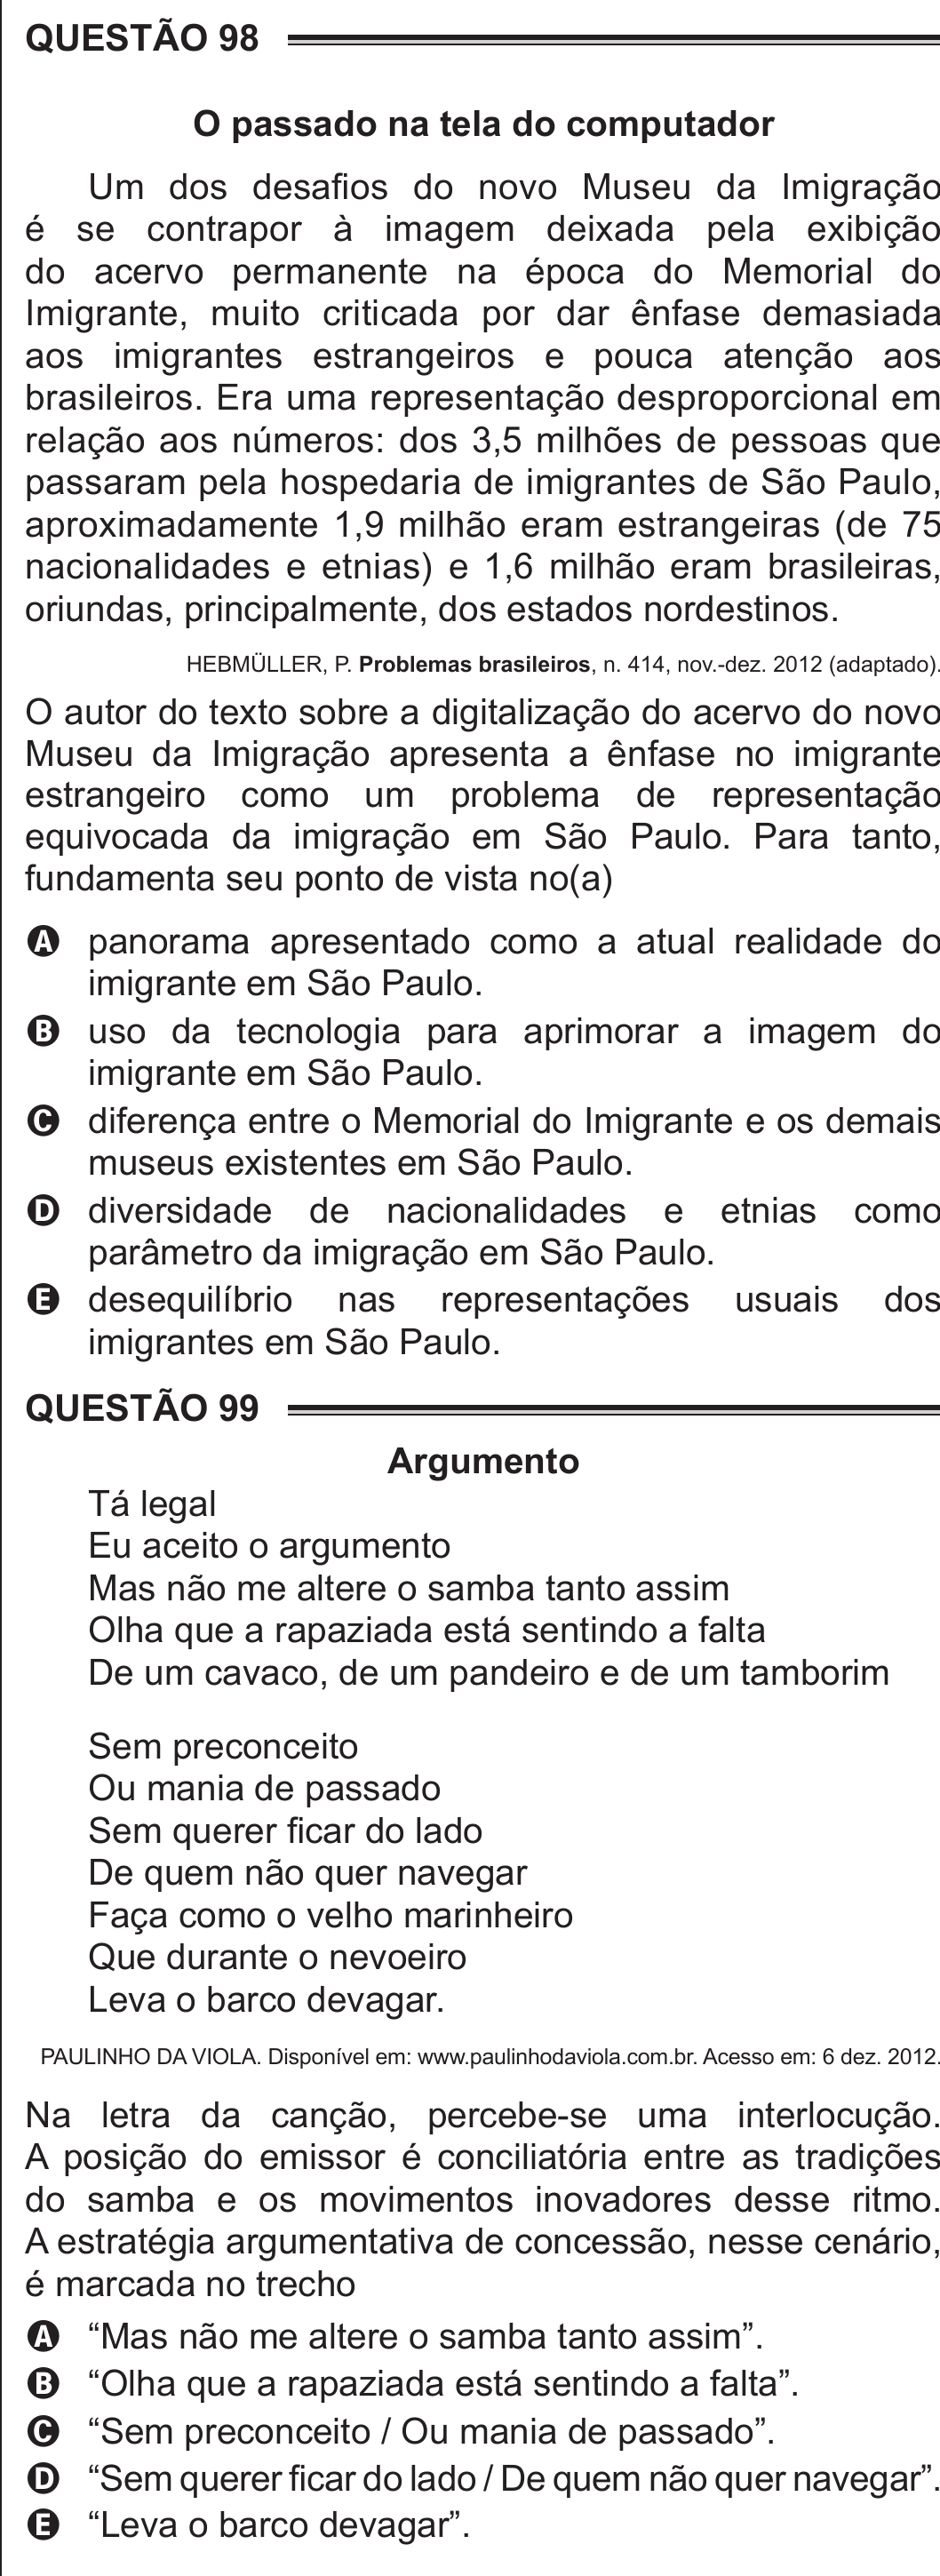 QUESTÃO 98
O passado na tela do computador
Um dos desafios do novo Museu da Imigração
é se contrapor à imagem deixada pela exibição
do acervo permanente na época do Memorial do
Imigrante, muito criticada por dar ênfase demasiada
aos imigrantes estrangeiros e pouca atenção aos
brasileiros. Era uma representação desproporcional em
relação aos números: dos 3,5 milhões de pessoas que
passaram pela hospedaria de imigrantes de São Paulo,
aproximadamente 1,9 milhão eram estrangeiras (de 75
nacionalidades e etnias) e 1,6 milhão eram brasileiras,
oriundas, principalmente, dos estados nordestinos.
HEBMÜLLER, P. Problemas brasileiros, n. 414, nov.-dez. 2012 (adaptado).
O autor do texto sobre a digitalização do acervo do novo
Museu da Imigração apresenta a ênfase no imigrante
estrangeiro como um problema de representação
equivocada da imigração em São Paulo. Para tanto,
fundamenta seu ponto de vista no(a)
A panorama apresentado como a atual realidade do
imigrante em São Paulo.
B uso da tecnologia para aprimorar a imagem do
imigrante em São Paulo.
C diferença entre o Memorial do Imigrante e os demais
museus existentes em São Paulo.
D diversidade de nacionalidades e etnias como
parâmetro da imigração em São Paulo.
E desequilíbrio nas representações usuais dos
imigrantes em São Paulo.
QUESTÃO 99
Argumento
Tá legal
Eu aceito o argumento
Mas não me altere o samba tanto assim
Olha que a rapaziada está sentindo a falta
De um cavaco, de um pandeiro e de um tamborim
Sem preconceito
Ou mania de passado
Sem querer ficar do lado
De quem não quer navegar
Faça como o velho marinheiro
Que durante o nevoeiro
Leva o barco devagar.
PAULINHO DA VIOLA. Disponível em: www.paulinhodaviola.com.br. Acesso em: 6 dez. 2012.
Na letra da canção, percebe-se uma interlocução.
A posição do emissor é conciliatória entre as tradições
do samba e os movimentos inovadores desse ritmo.
A estratégia argumentativa de concessão, nesse cenário,
é marcada no trecho
A “Mas não me altere o samba tanto assim”.
B “Olha que a rapaziada está sentindo a falta”.
C “Sem preconceito / Ou mania de passado”.
D “Sem querer ficar do lado / De quem não quer navegar”.
E “Leva o barco devagar”.